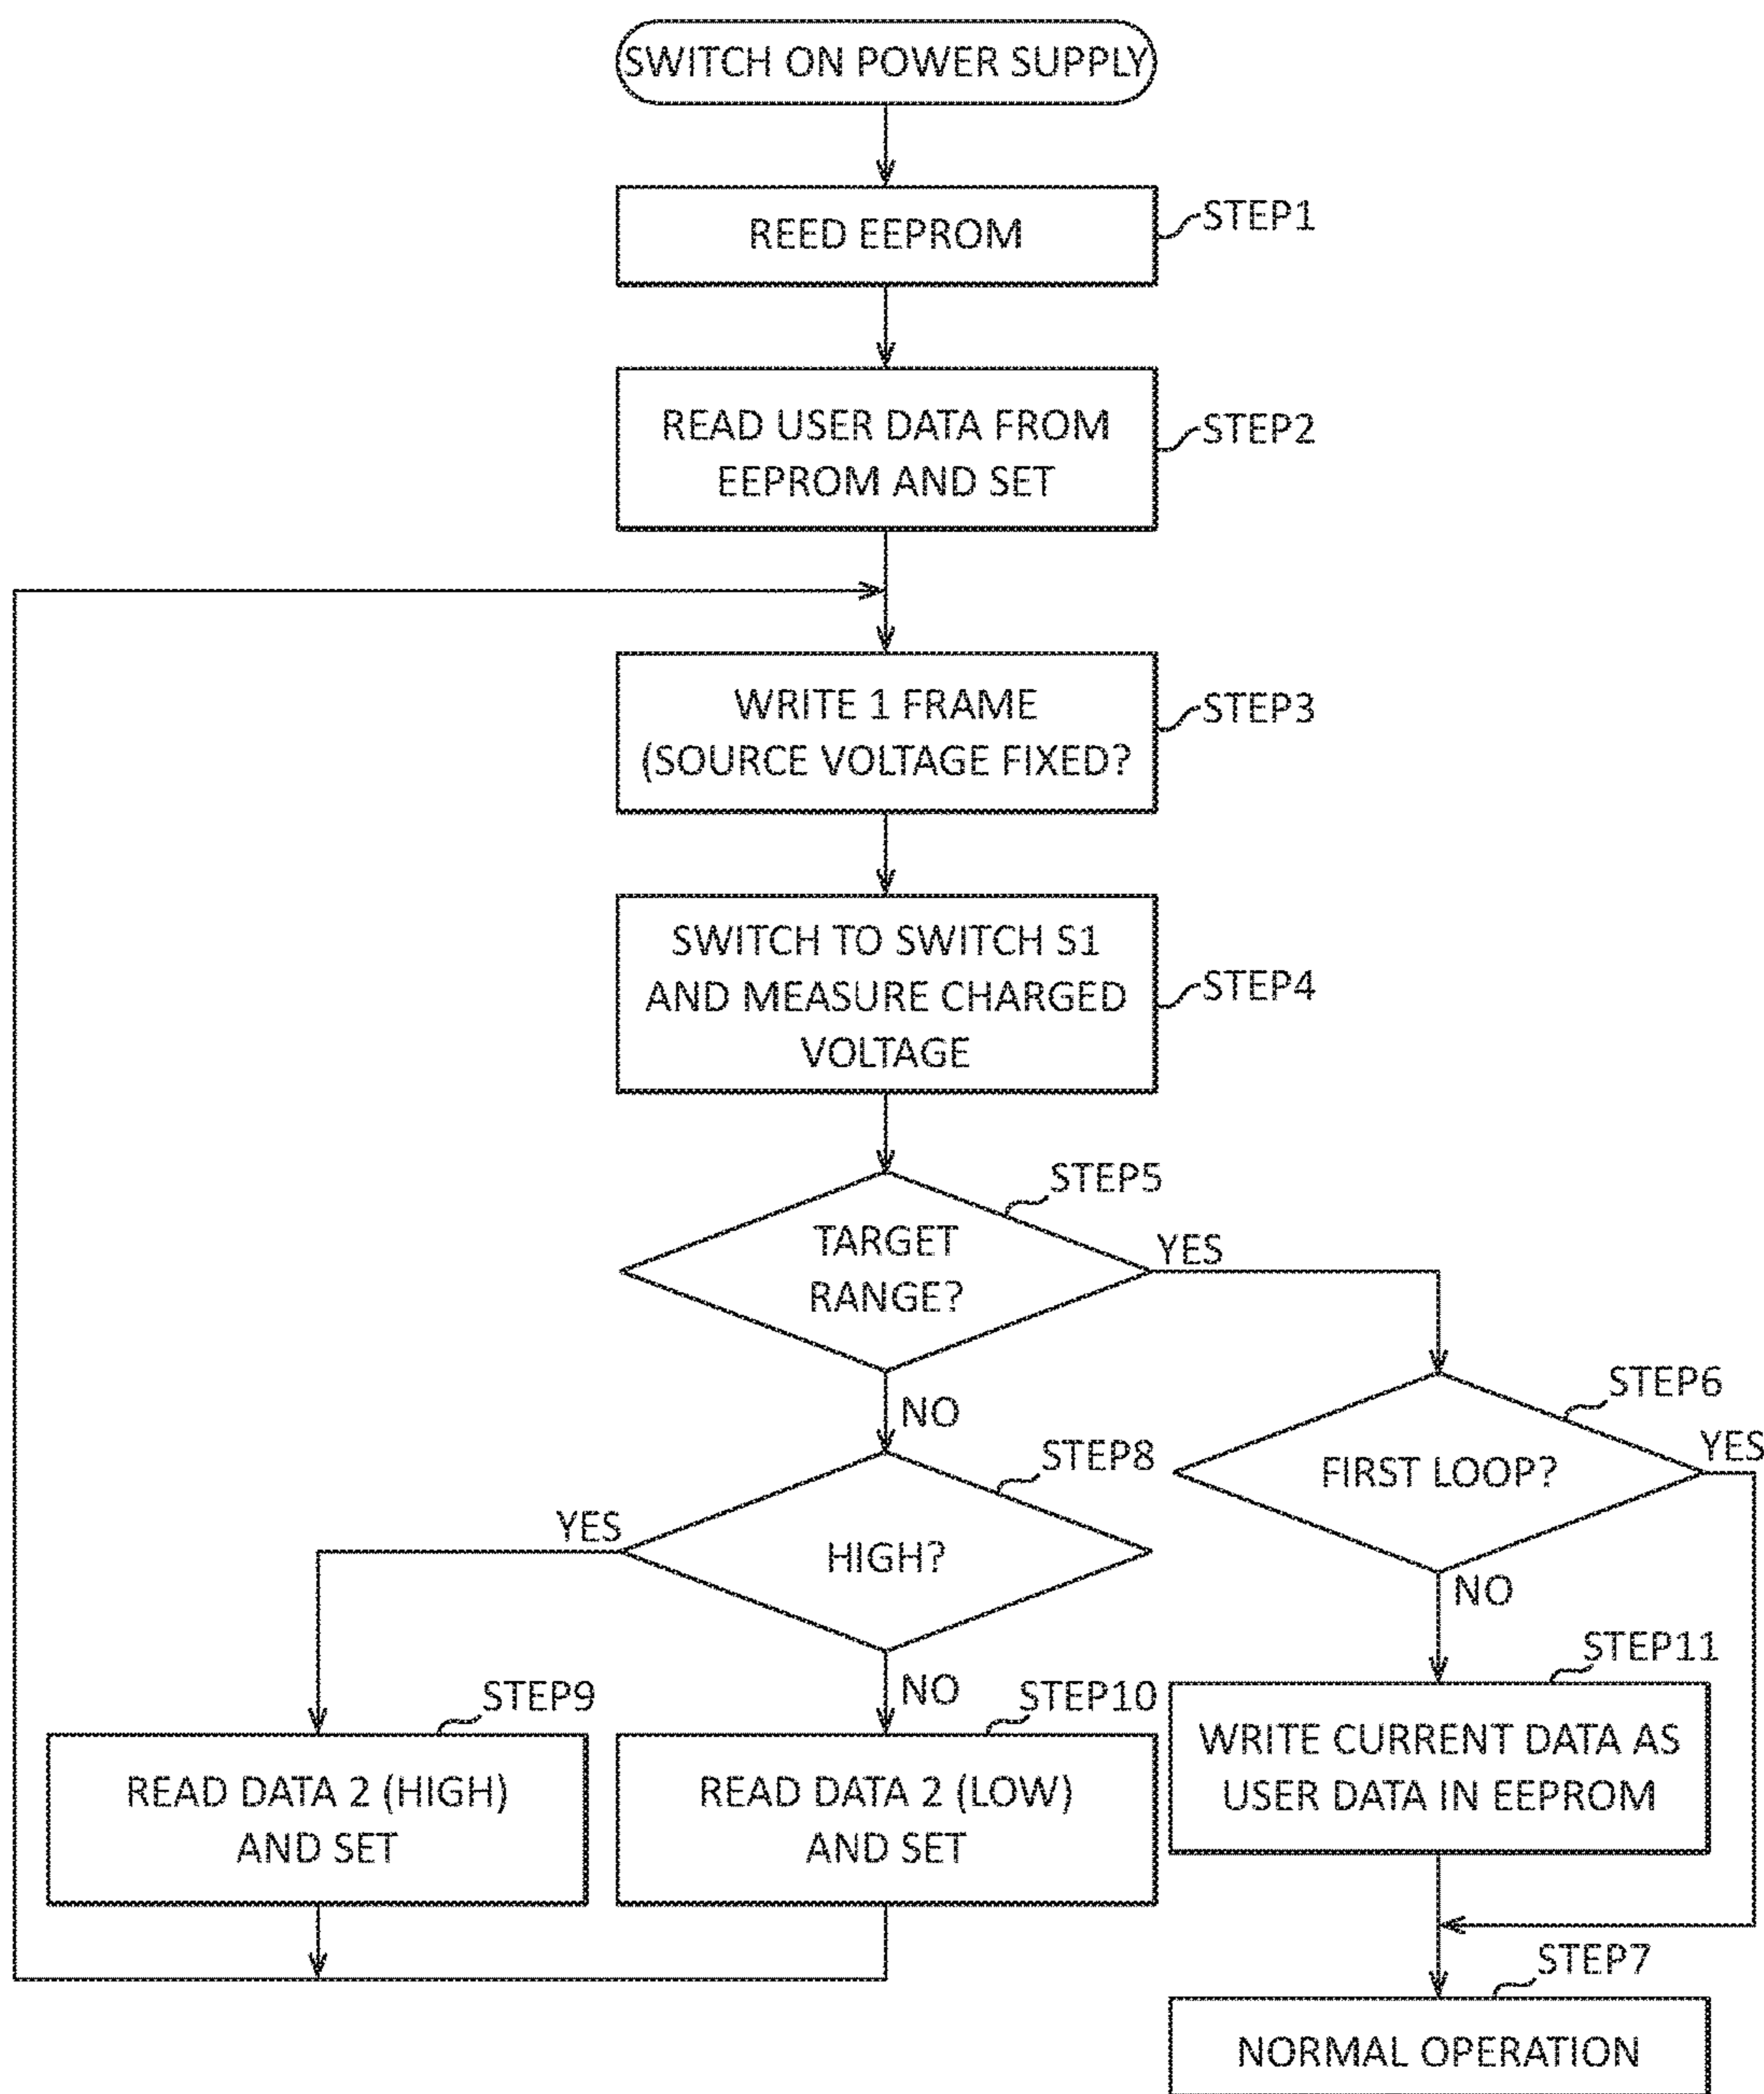 SWITCH ON POWER SUPPLY
REED EEPROM
STEP1
READ USER DATA FROM
EEPROM AND SET
STEP2
WRITE 1 FRAME
(SOURCE VOLTAGE FIXED?
STEP3
SWITCH TO SWITCH S1
AND MEASURE CHARGED
VOLTAGE
STEP4
STEP5
TARGET
RANGE?
YES
NO
STEP6
FIRST LOOP?
YES
NO
STEP8
HIGH?
YES
NO
STEP9
READ DATA 2 (HIGH)
AND SET
STEP10
READ DATA 2 (LOW)
AND SET
STEP11
WRITE CURRENT DATA AS
USER DATA IN EEPROM
STEP7
NORMAL OPERATION